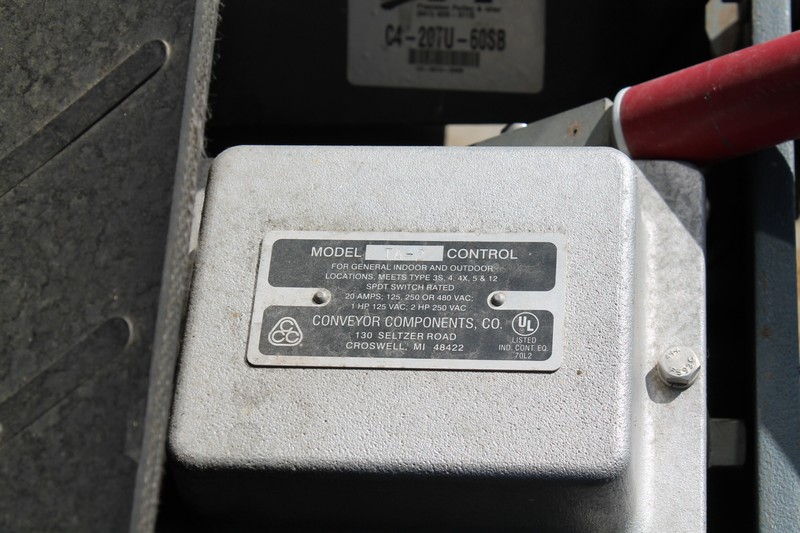 C4-20TU-60SB
MODEL CONTROL
FOR GENERAL INDOOR AND OUTDOOR
LOCATIONS, MEETS TYPE 3S, 4, 4X, 5 & 12
SPDT SWITCH RATED
20 AMPS; 125, 250 OR 480 VAC;
1 HP 125 VAC; 2 HP 250 VAC
CCC
CONVEYOR COMPONENTS, CO.
130 SELTZER ROAD
CROSWELL, MI 48422
UL
LISTED
IND. CONT. EQ.
70L2